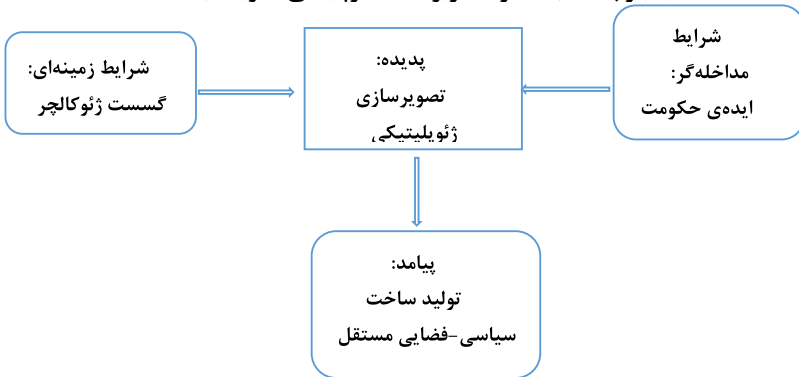 شرایط
مداخله‌گر:
ایده‌ی حکومت
پدیده:
تصویرسازی
ژئوپلیتیکی
شرایط زمینه‌ای:
گسست ژئوکالچر
پیامد:
تولید ساخت
سیاسی-فضایی مستقل